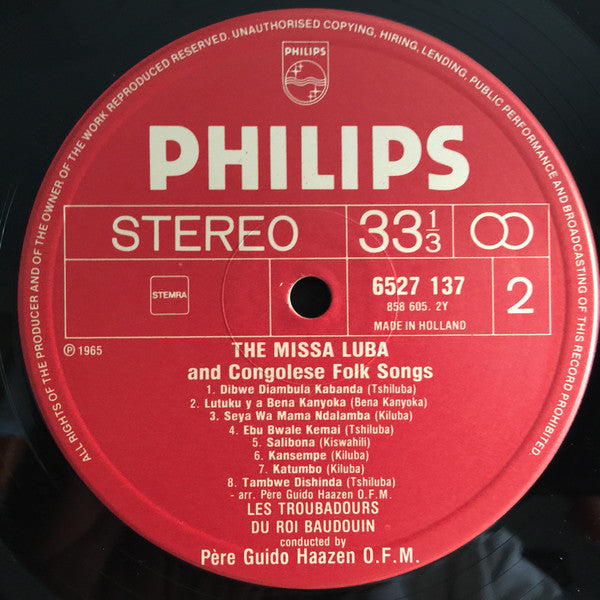 ALL RIGHTS OF THE PRODUCER AND OF THE OWNER OF THE WORK REPRODUCED RESERVED. UNAUTHORISED COPYING, HIRING, LENDING, PUBLIC PERFORMANCE AND BROADCASTING OF THIS RECORD PROHIBITED.
PHILIPS
PHILIPS
STEREO 33 1/3
STEMRA
6527 137
858 605. 2Y
MADE IN HOLLAND
2
℗ 1965
THE MISSA LUBA
and Congolese Folk Songs
1. Dibwe Diambula Kabanda (Tshiluba)
2. Lutuku y a Bena Kanyoka (Bena Kanyoka)
3. Seya Wa Mama Ndalamba (Kiluba)
4. Ebu Bwale Kemai (Tshiluba)
5. Salibona (Kiswahili)
6. Kansempe (Kiluba)
7. Katumbo (Kiluba)
8. Tambwe Dishinda (Tshiluba)
- arr. Père Guido Haazen O.F.M.
LES TROUBADOURS
DU ROI BAUDOUIN
conducted by
Père Guido Haazen O.F.M.